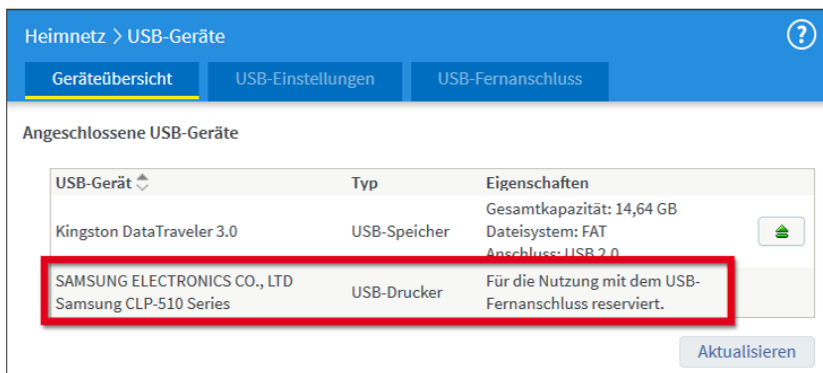 Heimnetz > USB-Geräte
?
Geräteübersicht USB-Einstellungen USB-Fernanschluss
Angeschlossene USB-Geräte
USB-Gerät Typ Eigenschaften
Gesamtkapazität: 14,64 GB
Kingston DataTraveler 3.0 USB-Speicher Dateisystem: FAT
Anschluss: USB 2.0
SAMSUNG ELECTRONICS CO., LTD Für die Nutzung mit dem USB-
USB-Drucker
Samsung CLP-510 Series Fernanschluss reserviert.
Aktualisieren